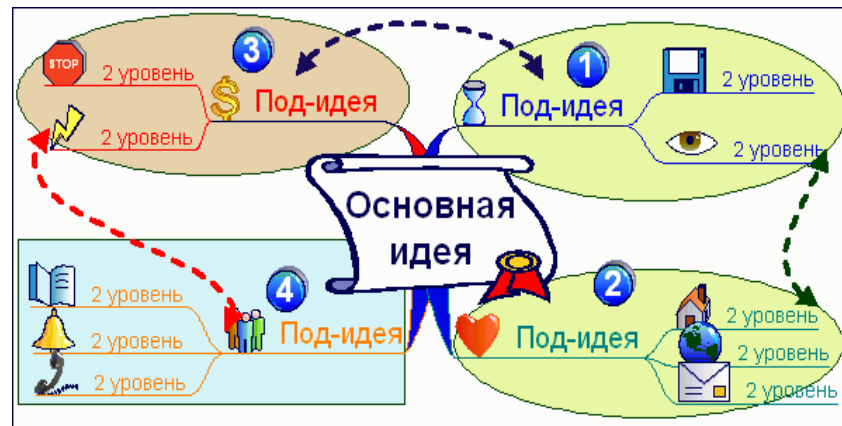 3
STOP
2 уровень
Под-идея
2 уровень
1
2 уровень
Под-идея
2 уровень
Основная
идея
4
2 уровень
2 уровень
Под-идея
2 уровень
2
2 уровень
Под-идея
2 уровень
2 уровень